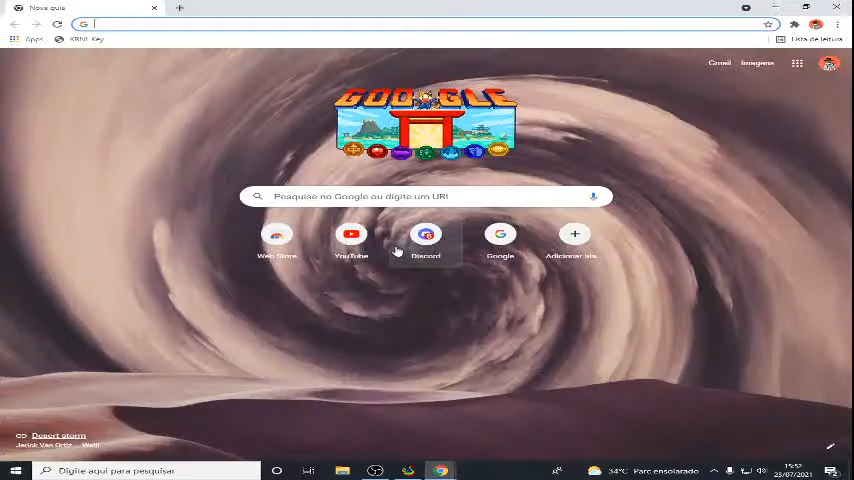 Nova guia
Apps KRNL Key Lista de leitura
Gmail Imagens
GOOGLE
Pesquise no Google ou digite um URL
Web Store YouTube Discord Google Adicionar ata...
Desert storm
Jerick Van Ortiz — Walli
Digite aqui para pesquisar
34°C Parc ensolarado
15:52
23/07/2021